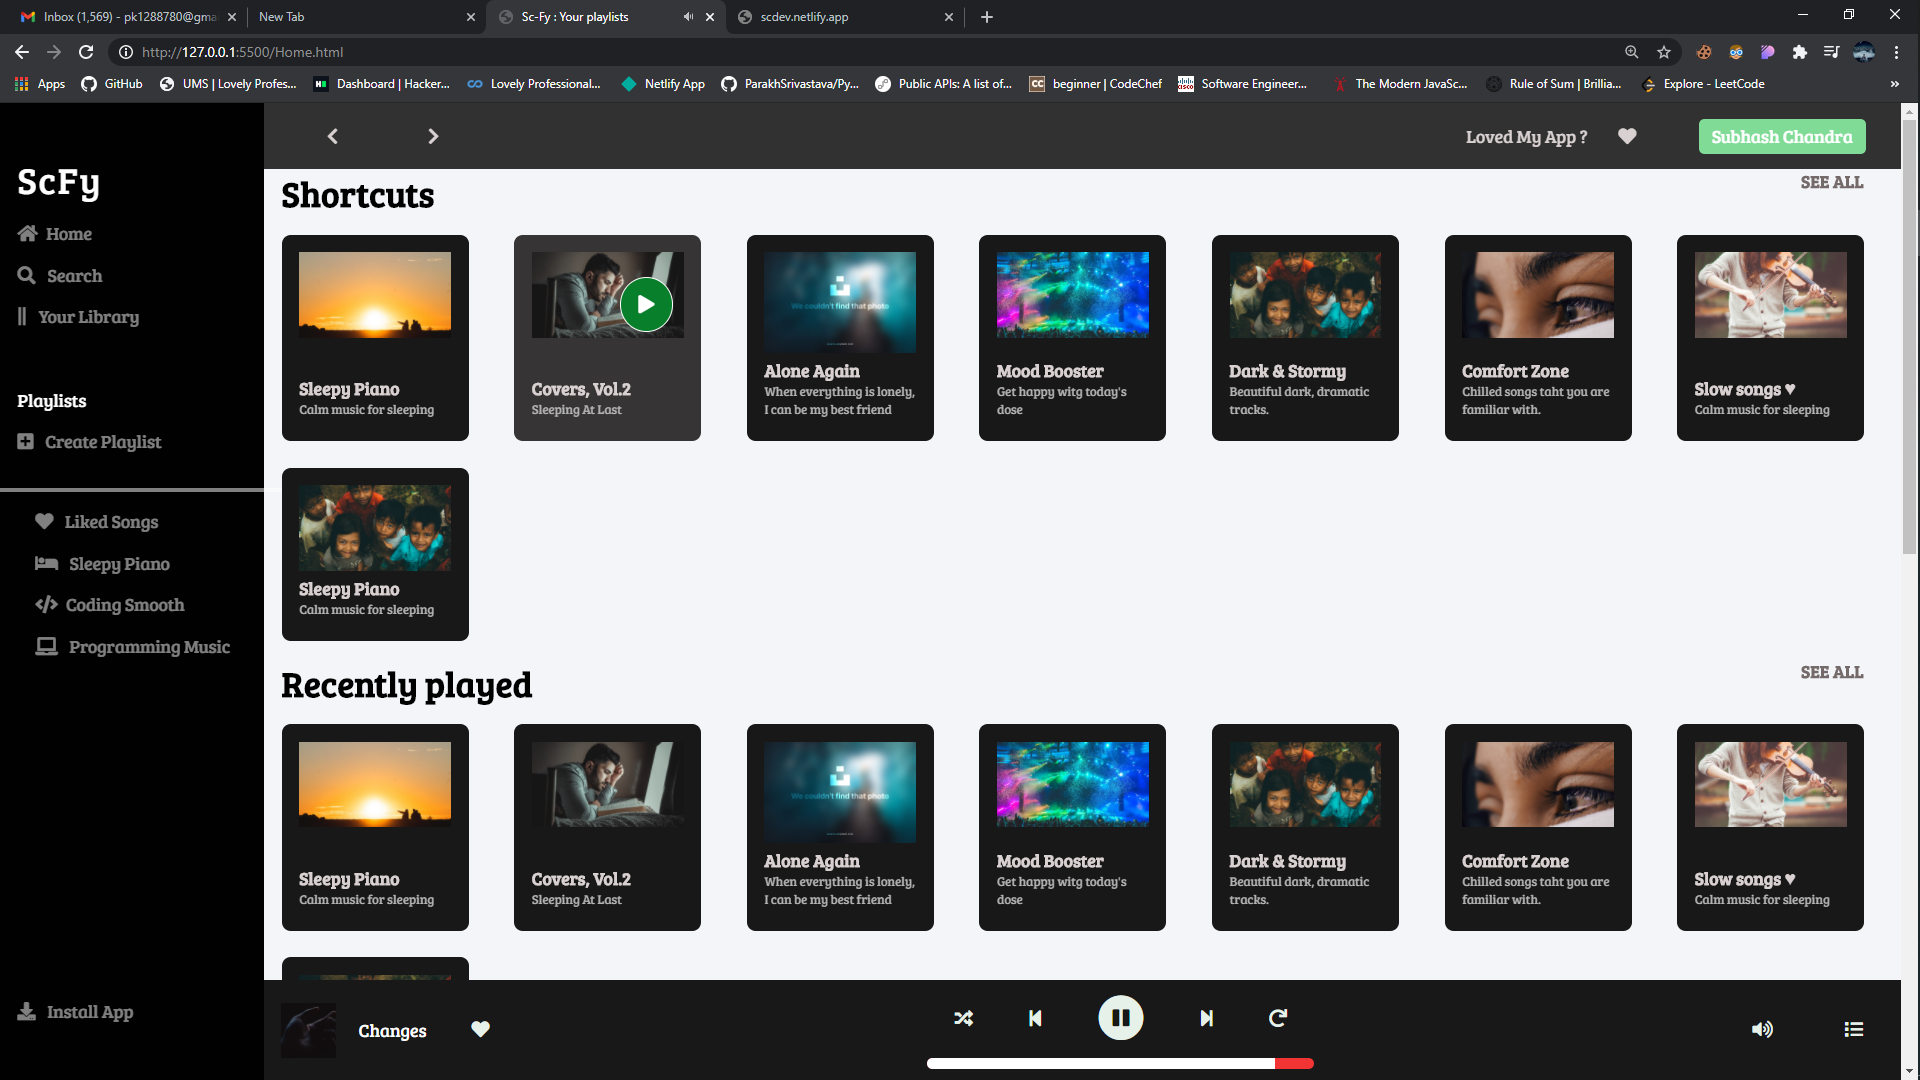 Inbox (1,569) - pk1288780@gma
New Tab
Sc-Fy : Your playlists
scdev.netlify.app
http://127.0.0.1:5500/Home.html
Apps
GitHub
UMS | Lovely Profes...
Dashboard | Hacker...
Lovely Professional...
Netlify App
ParakhSrivastava/Py...
Public APIs: A list of...
CC beginner | CodeChef
Software Engineer...
The Modern JavaSc...
Rule of Sum | Brillia...
Explore - LeetCode
»
ScFy
Home
Search
Your Library
Playlists
Create Playlist
Liked Songs
Sleepy Piano
Coding Smooth
Programming Music
Install App
Loved My App ?
Subhash Chandra
Shortcuts
SEE ALL
We couldn't find that photo
Sleepy Piano
Calm music for sleeping
Covers, Vol.2
Sleeping At Last
Alone Again
When everything is lonely,
I can be my best friend
Mood Booster
Get happy witg today's
dose
Dark & Stormy
Beautiful dark, dramatic
tracks.
Comfort Zone
Chilled songs taht you are
familiar with.
Slow songs ♥
Calm music for sleeping
Sleepy Piano
Calm music for sleeping
Recently played
SEE ALL
We couldn't find that photo
Sleepy Piano
Calm music for sleeping
Covers, Vol.2
Sleeping At Last
Alone Again
When everything is lonely,
I can be my best friend
Mood Booster
Get happy witg today's
dose
Dark & Stormy
Beautiful dark, dramatic
tracks.
Comfort Zone
Chilled songs taht you are
familiar with.
Slow songs ♥
Calm music for sleeping
Changes